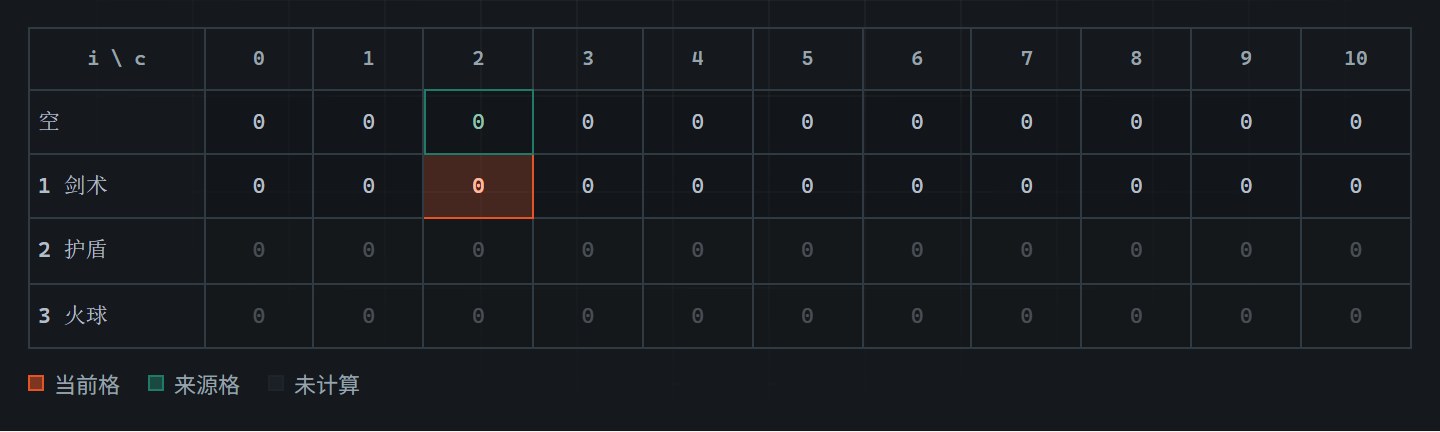 i \ c 0 1 2 3 4 5 6 7 8 9 10
空 0 0 0 0 0 0 0 0 0 0 0
1 剑术 0 0 0 0 0 0 0 0 0 0 0
2 护盾 0 0 0 0 0 0 0 0 0 0 0
3 火球 0 0 0 0 0 0 0 0 0 0 0
当前格 来源格 未计算